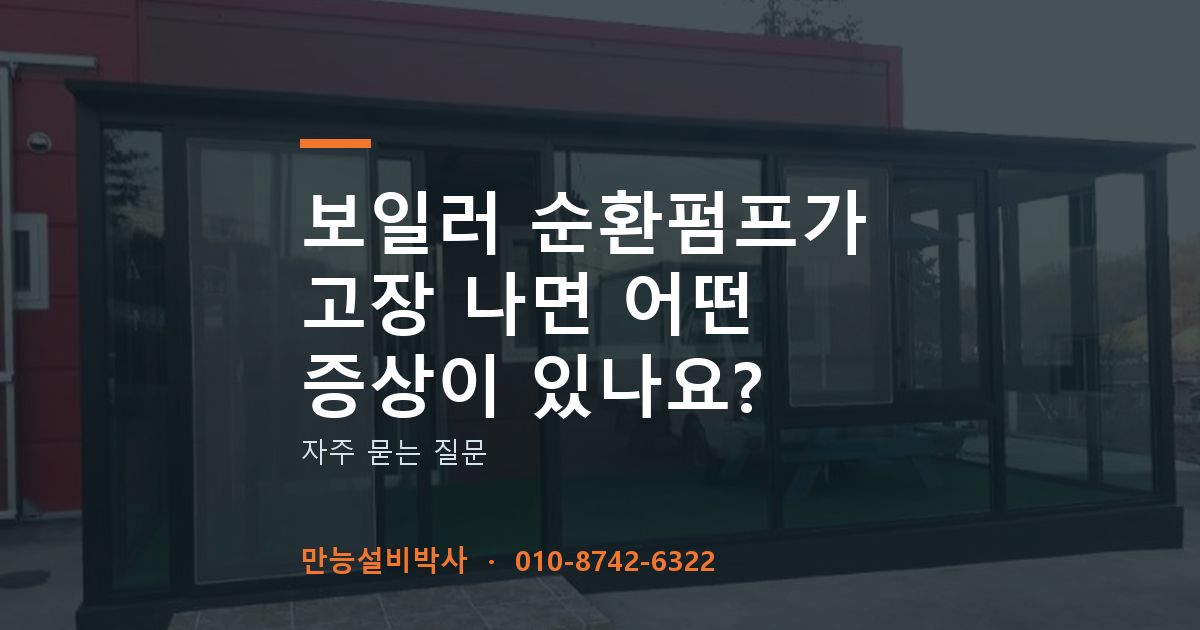 보일러 순환펌프가
고장 나면 어떤
증상이 있나요?
자주 묻는 질문
만능설비박사 · 010-8742-6322